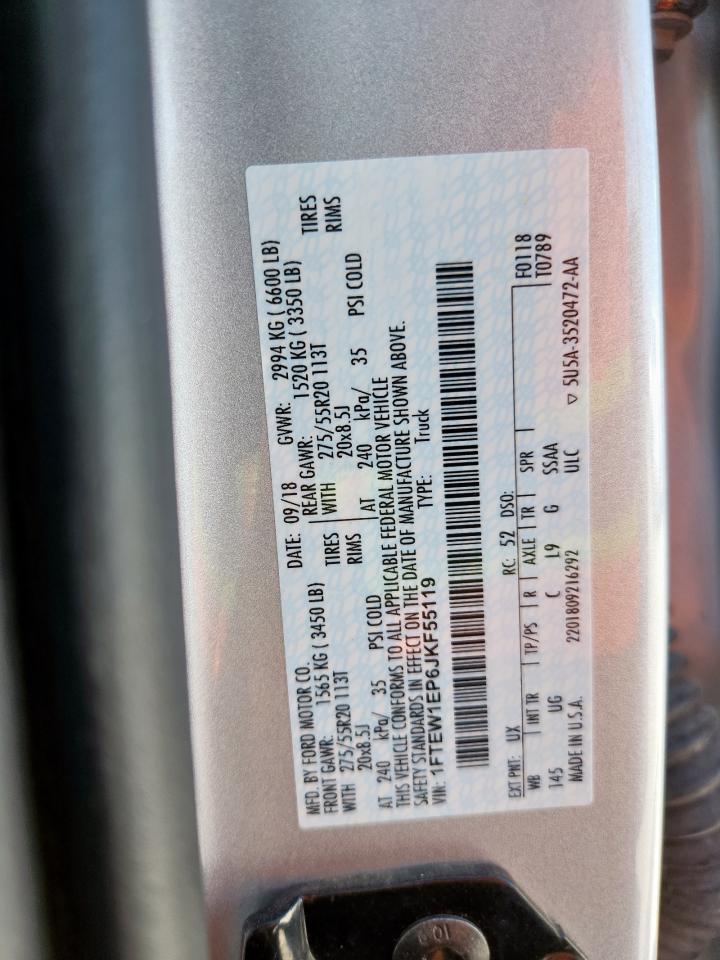 MFD. BY FORD MOTOR CO. DATE: 09/18 GVWR: 2994 KG ( 6600 LB)
FRONT GAWR: 1565 KG ( 3450 LB) REAR GAWR: 1520 KG ( 3350 LB)
WITH 275/55R20 113T TIRES WITH 275/55R20 113T TIRES
20x8.5J RIMS 20x8.5J RIMS
AT 240 kPa/ 35 PSI COLD AT 240 kPa/ 35 PSI COLD
THIS VEHICLE CONFORMS TO ALL APPLICABLE FEDERAL MOTOR VEHICLE
SAFETY STANDARDS IN EFFECT ON THE DATE OF MANUFACTURE SHOWN ABOVE.
VIN: 1FTEW1EP6JKF55119 TYPE: Truck
EXT PNT: UX RC: 52 DSO:
WB INT TR TP/PS R AXLE TR SPR F0118
145 UG C L9 G SSAA T0789
MADE IN U.S.A. 2201809216292 ULC ▽ 5U5A-3520472-AA